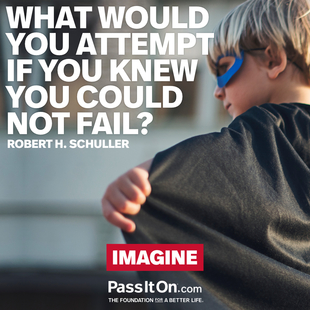 WHAT WOULD
YOU ATTEMPT
IF YOU KNEW
YOU COULD
NOT FAIL?
ROBERT H. SCHULLER
IMAGINE
PassItOn.com
THE FOUNDATION FOR A BETTER LIFE.